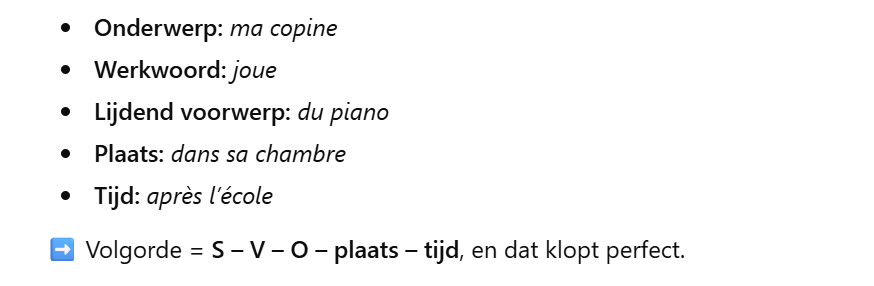 • Onderwerp: ma copine
• Werkwoord: joue
• Lijdend voorwerp: du piano
• Plaats: dans sa chambre
• Tijd: après l’école
➡️ Volgorde = S – V – O – plaats – tijd, en dat klopt perfect.